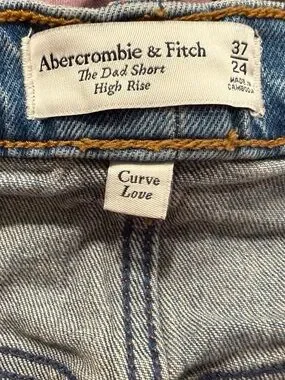 Abercrombie & Fitch
The Dad Short
High Rise
37
24
MADE IN
CAMBODIA
Curve
Love